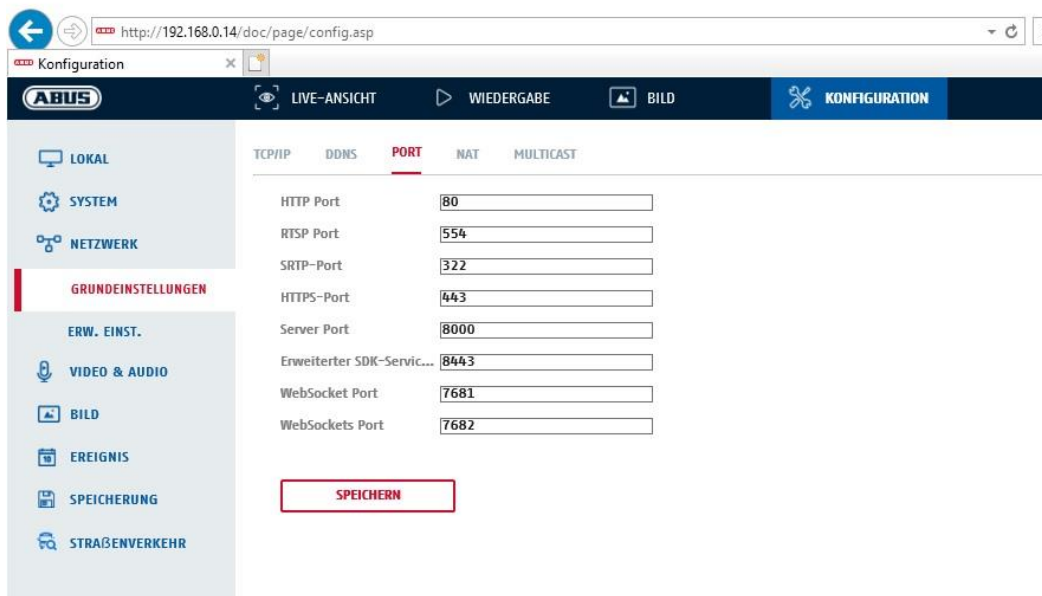 http://192.168.0.14/doc/page/config.asp
Konfiguration
ABUS
LIVE-ANSICHT
WIEDERGABE
BILD
KONFIGURATION
LOKAL
SYSTEM
NETZWERK
GRUNDEINSTELLUNGEN
ERW. EINST.
VIDEO & AUDIO
BILD
EREIGNIS
SPEICHERUNG
STRAßENVERKEHR
TCP/IP DDNS PORT NAT MULTICAST
HTTP Port 80
RTSP Port 554
SRTP-Port 322
HTTPS-Port 443
Server Port 8000
Erweiterter SDK-Servic... 8443
WebSocket Port 7681
WebSockets Port 7682
SPEICHERN